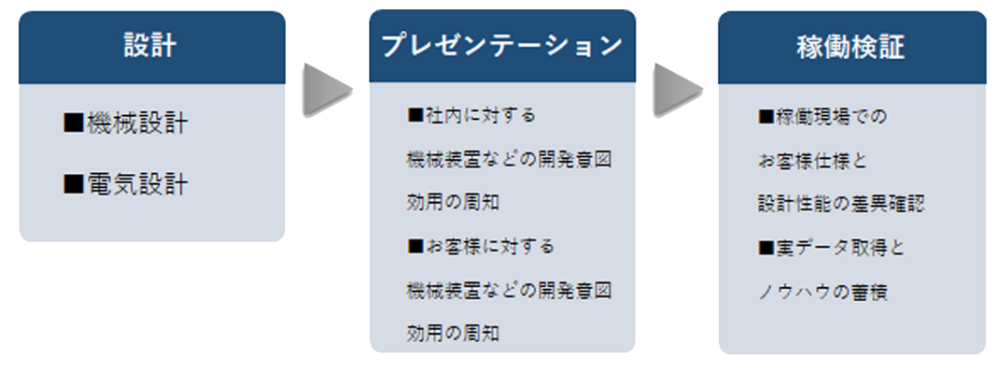 設計
■機械設計
■電気設計
プレゼンテーション
■社内に対する
機械装置などの開発意図
効用の周知
■お客様に対する
機械装置などの開発意図
効用の周知
稼働検証
■稼働現場での
お客様仕様と
設計性能の差異確認
■実データ取得と
ノウハウの蓄積